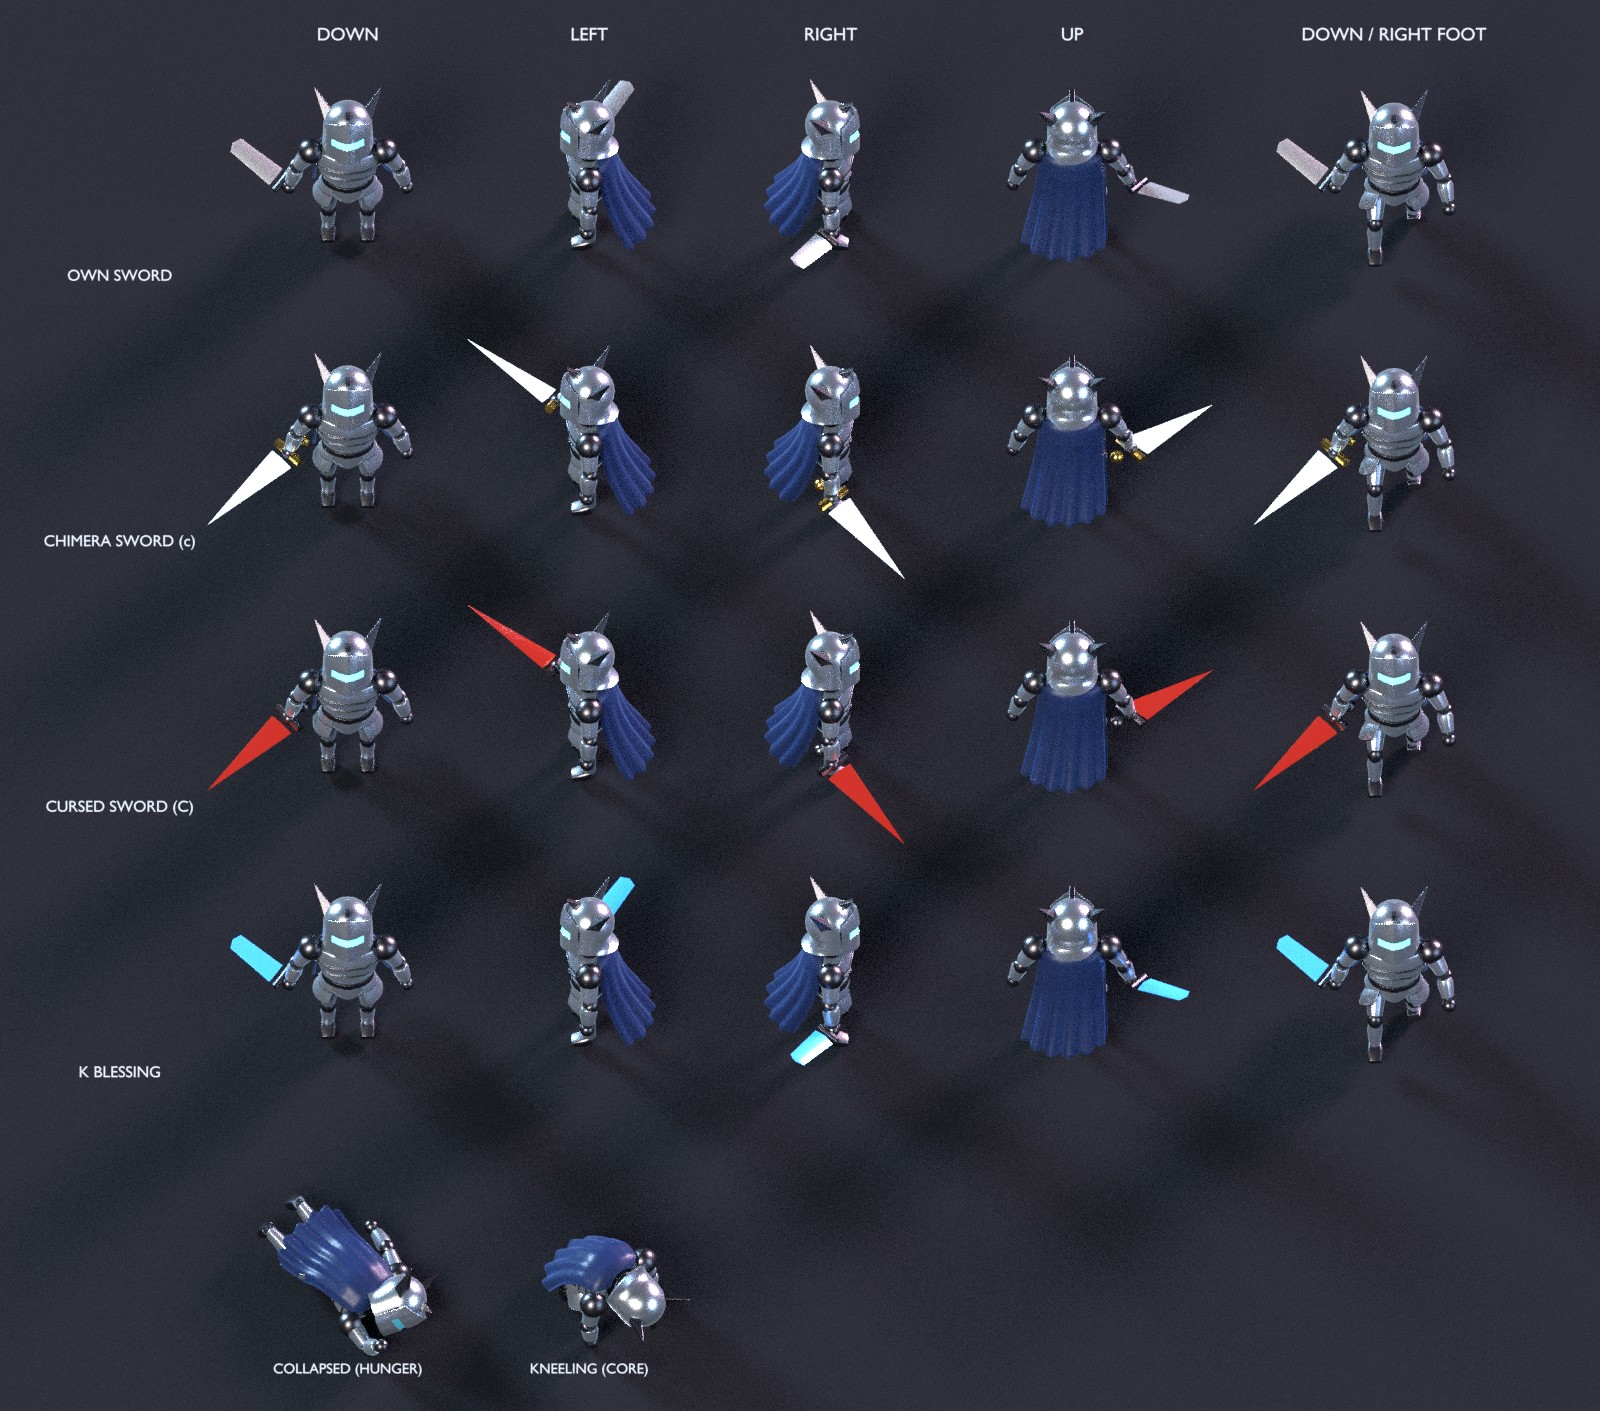 DOWN
LEFT
RIGHT
UP
DOWN / RIGHT FOOT
OWN SWORD
CHIMERA SWORD (c)
CURSED SWORD (C)
K BLESSING
COLLAPSED (HUNGER)
KNEELING (CORE)